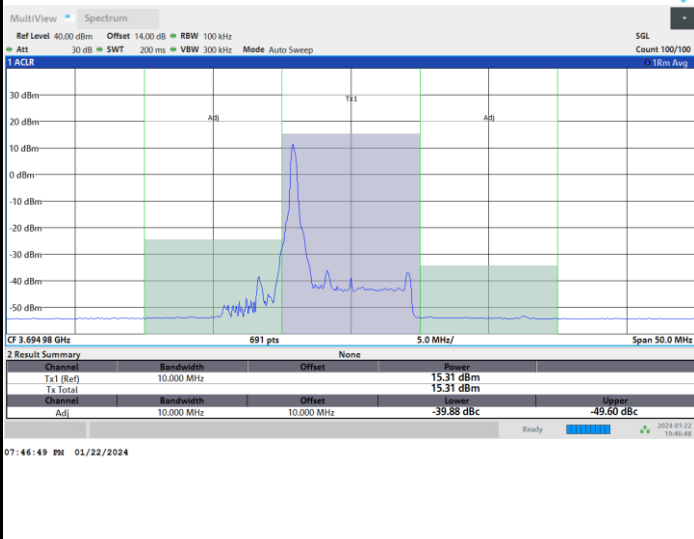 MultiView Spectrum
Ref Level 40.00 dBm Offset 14.00 dB RBW 100 kHz SGL
Att 30 dB SWT 200 ms VBW 300 kHz Mode Auto Sweep Count 100/100
1 ACLR 1Rm Avg
30 dBm
Tx1
20 dBm
Adj Adj
10 dBm
0 dBm
-10 dBm
-20 dBm
-30 dBm
-40 dBm
-50 dBm
CF 3.694 98 GHz 691 pts 5.0 MHz/ Span 50.0 MHz
2 Result Summary None
Channel Bandwidth Offset Power
Tx1 (Ref) 10.000 MHz 15.31 dBm
Tx Total 15.31 dBm
Channel Bandwidth Offset Lower Upper
Adj 10.000 MHz 10.000 MHz -39.88 dBc -49.60 dBc
Ready 2024-01-22
19:46:48
07:46:49 PM 01/22/2024